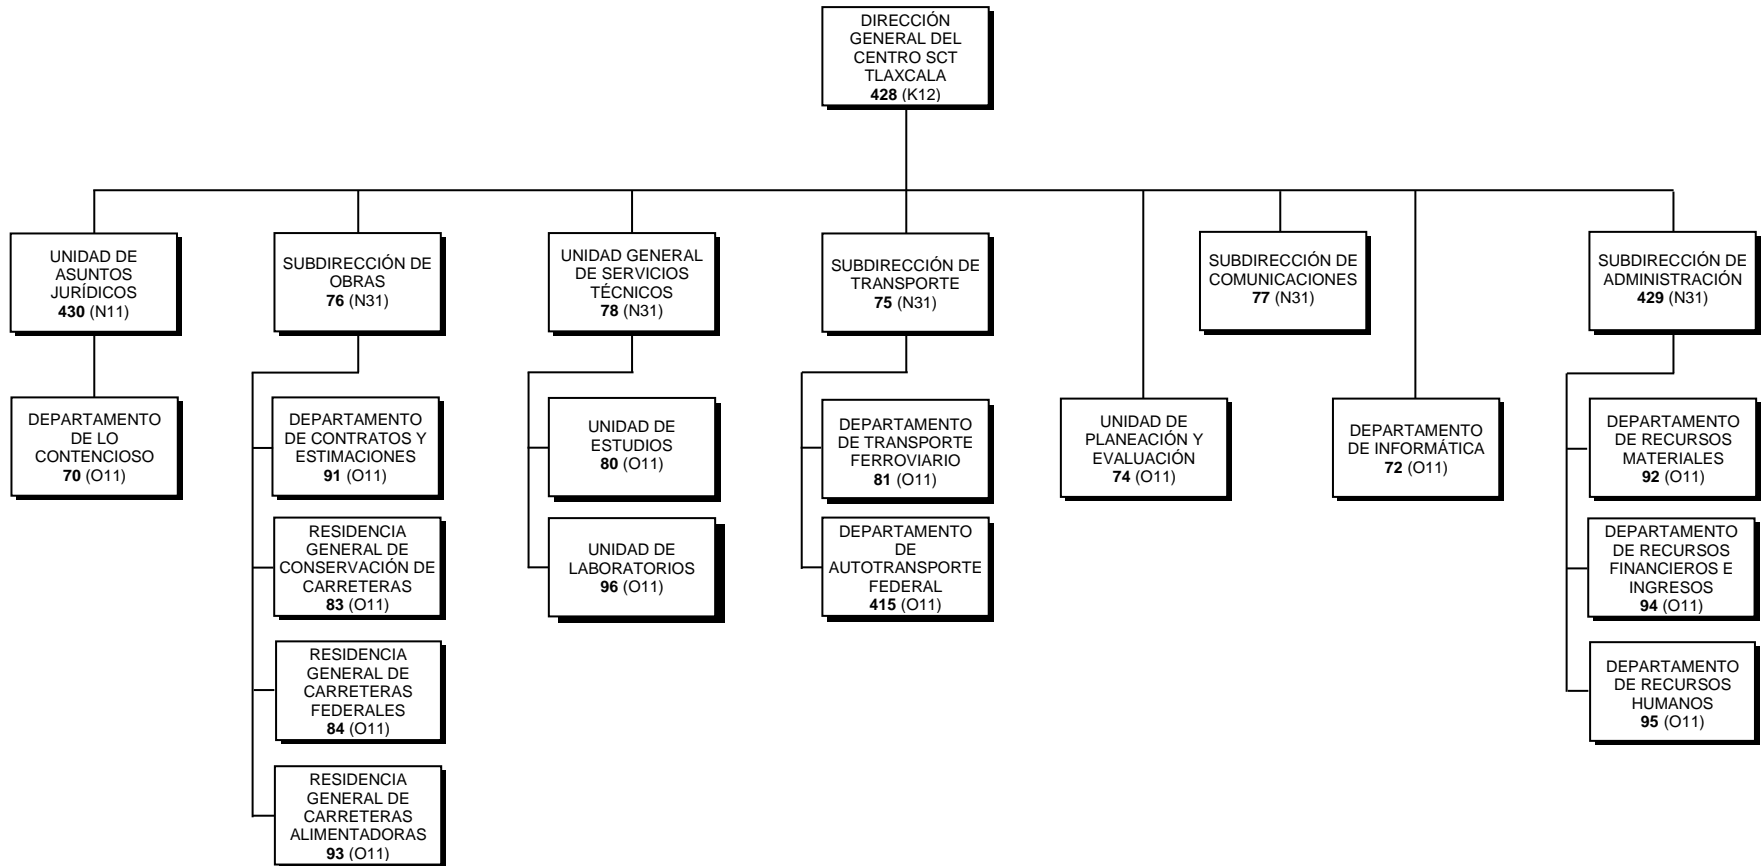 DIRECCIÓN
GENERAL DEL
CENTRO SCT
TLAXCALA
428 (K12)
UNIDAD DE
ASUNTOS
JURÍDICOS
430 (N11)
SUBDIRECCIÓN DE
OBRAS
76 (N31)
UNIDAD GENERAL
DE SERVICIOS
TÉCNICOS
78 (N31)
SUBDIRECCIÓN DE
TRANSPORTE
75 (N31)
SUBDIRECCIÓN DE
COMUNICACIONES
77 (N31)
SUBDIRECCIÓN DE
ADMINISTRACIÓN
429 (N31)
DEPARTAMENTO
DE LO
CONTENCIOSO
70 (O11)
DEPARTAMENTO
DE CONTRATOS Y
ESTIMACIONES
91 (O11)
UNIDAD DE
ESTUDIOS
80 (O11)
DEPARTAMENTO
DE TRANSPORTE
FERROVIARIO
81 (O11)
UNIDAD DE
PLANEACIÓN Y
EVALUACIÓN
74 (O11)
DEPARTAMENTO
DE INFORMÁTICA
72 (O11)
DEPARTAMENTO
DE RECURSOS
MATERIALES
92 (O11)
RESIDENCIA
GENERAL DE
CONSERVACIÓN DE
CARRETERAS
83 (O11)
UNIDAD DE
LABORATORIOS
96 (O11)
DEPARTAMENTO
DE
AUTOTRANSPORTE
FEDERAL
415 (O11)
DEPARTAMENTO
DE RECURSOS
FINANCIEROS E
INGRESOS
94 (O11)
RESIDENCIA
GENERAL DE
CARRETERAS
FEDERALES
84 (O11)
DEPARTAMENTO
DE RECURSOS
HUMANOS
95 (O11)
RESIDENCIA
GENERAL DE
CARRETERAS
ALIMENTADORAS
93 (O11)